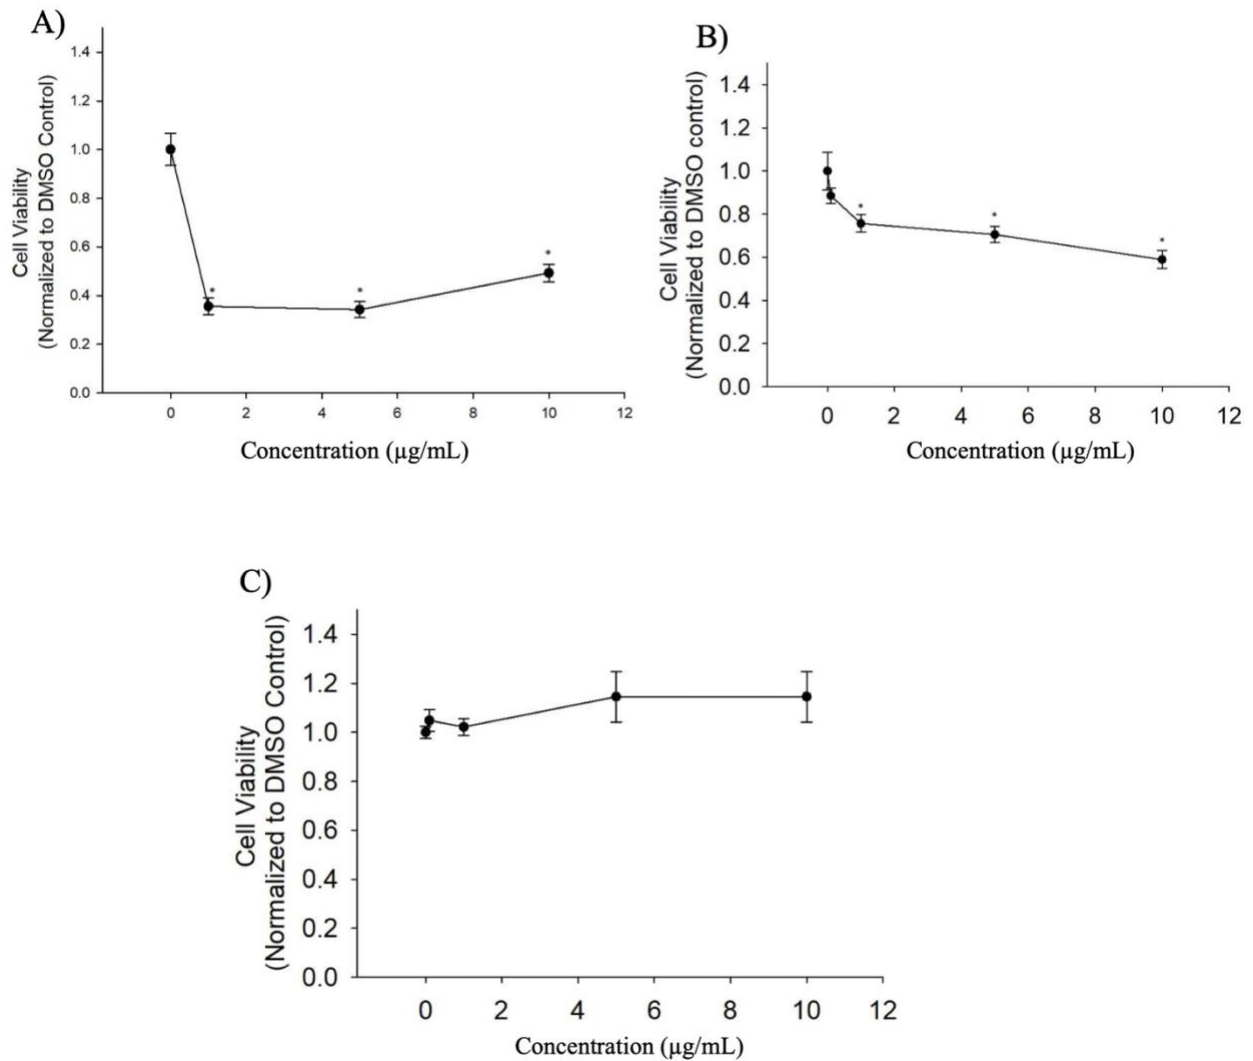 A)
Cell Viability
(Normalized to DMSO Control)
1.4
1.2
1.0
0.8
0.6
0.4
0.2
0.0
*
*
*
0 2 4 6 8 10 12
Concentration (µg/mL)
B)
Cell Viability
(Normalized to DMSO control)
1.4
1.2
1.0
0.8
0.6
0.4
0.2
0.0
*
*
*
0 2 4 6 8 10 12
Concentration (µg/mL)
C)
Cell Viability
(Normalized to DMSO Control)
1.4
1.2
1.0
0.8
0.6
0.4
0.2
0.0
0 2 4 6 8 10 12
Concentration (µg/mL)